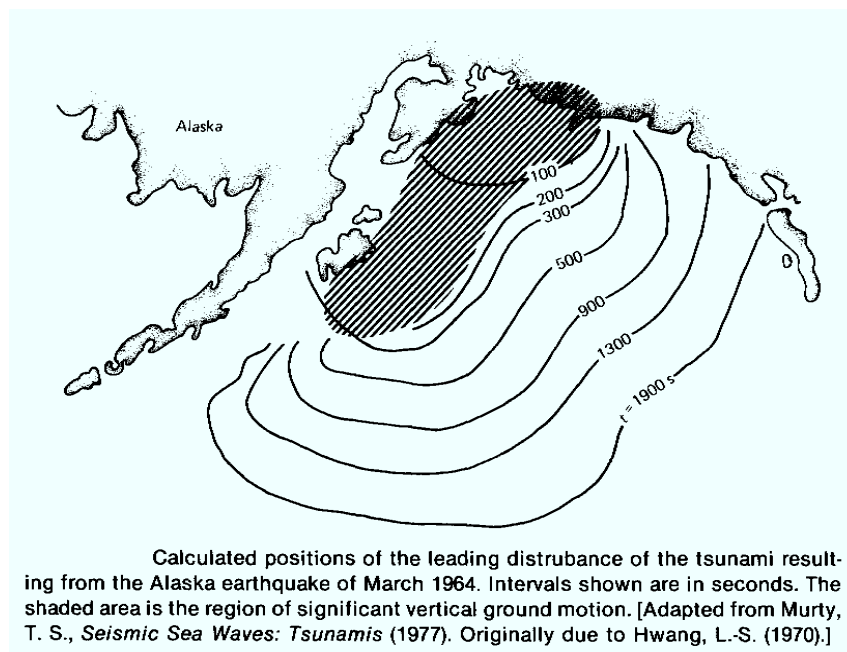 Alaska
100
200
300
500
900
1300
t = 1900 s
Calculated positions of the leading distrubance of the tsunami result-
ing from the Alaska earthquake of March 1964. Intervals shown are in seconds. The
shaded area is the region of significant vertical ground motion. [Adapted from Murty,
T. S., Seismic Sea Waves: Tsunamis (1977). Originally due to Hwang, L.-S. (1970).]